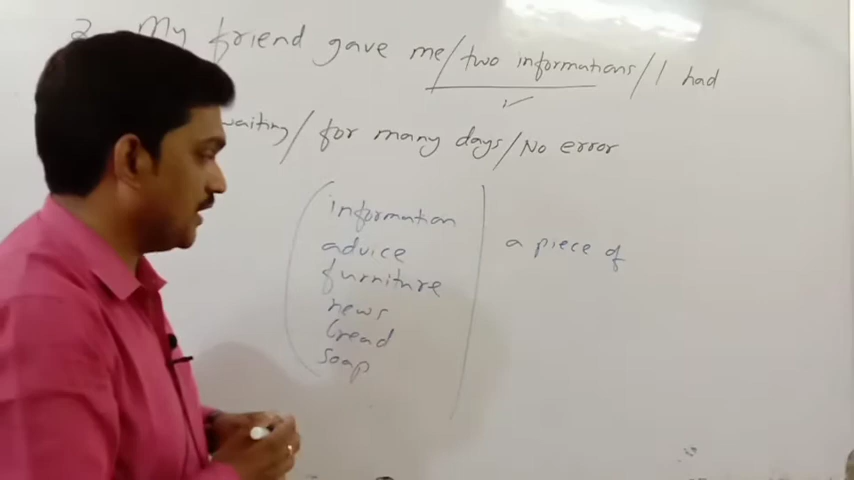 2. My friend gave me/two informations/I had
waiting/for many days/No error
information
advice
furniture
news
bread
soap
a piece of